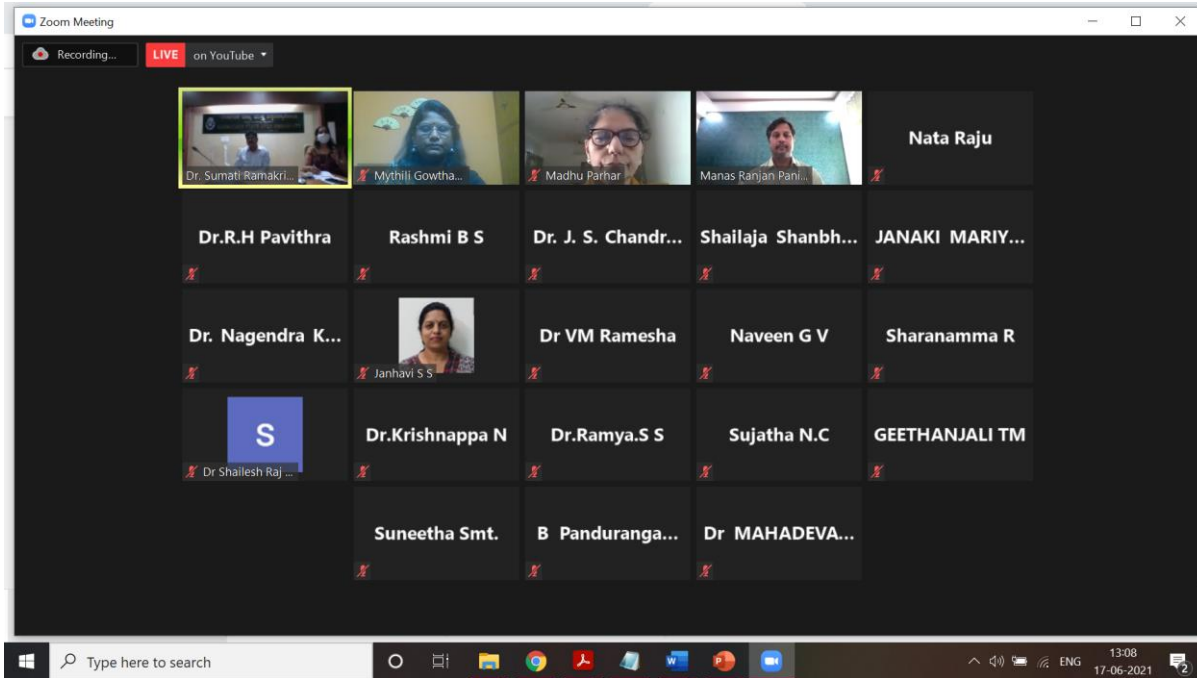 Zoom Meeting
Recording...
LIVE on YouTube
Dr. Sumati Ramakri...
Mythili Gowtha...
Madhu Parhar
Manas Ranjan Pani...
Nata Raju
Dr.R.H Pavithra
Rashmi B S
Dr. J. S. Chandr...
Shailaja Shanbh...
JANAKI MARIY...
Dr. Nagendra K...
Janhavi S S
Dr VM Ramesha
Naveen G V
Sharanamma R
S
Dr Shailesh Raj ...
Dr.Krishnappa N
Dr.Ramya.S S
Sujatha N.C
GEETHANJALI TM
Suneetha Smt.
B Panduranga...
Dr MAHADEVA...
Type here to search
ENG
13:08
17-06-2021
2